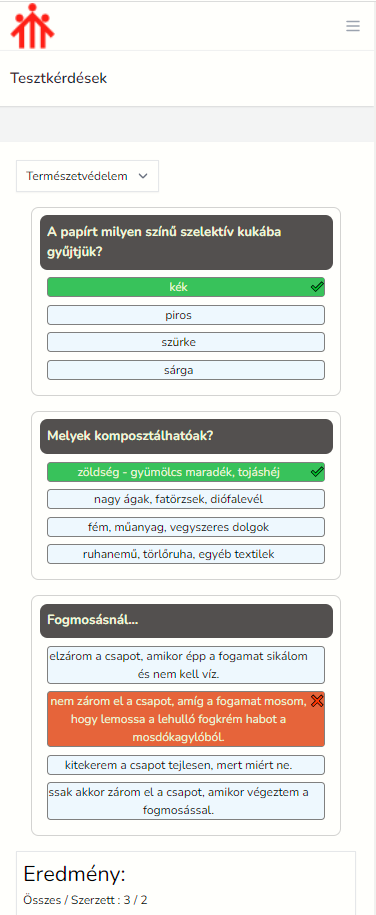 Tesztkérdések
Természetvédelem
A papírt milyen színű szelektív kukába
gyűjtjük?
kék
piros
szürke
sárga
Melyek komposztálhatóak?
zöldség - gyümölcs maradék, tojáshéj
nagy ágak, fatörzsek, diófalevél
fém, műanyag, vegyszeres dolgok
ruhanemű, törlőruha, egyéb textilek
Fogmosásnál...
elzárom a csapot, amikor épp a fogamat sikálom
és nem kell víz.
nem zárom el a csapot, amíg a fogamat mosom,
hogy lemossa a lehulló fogkrém habot a
mosdókagylóból.
kitekerem a csapot tejlesen, mert miért ne.
ssak akkor zárom el a csapot, amikor végeztem a
fogmosással.
Eredmény:
Összes / Szerzett : 3 / 2